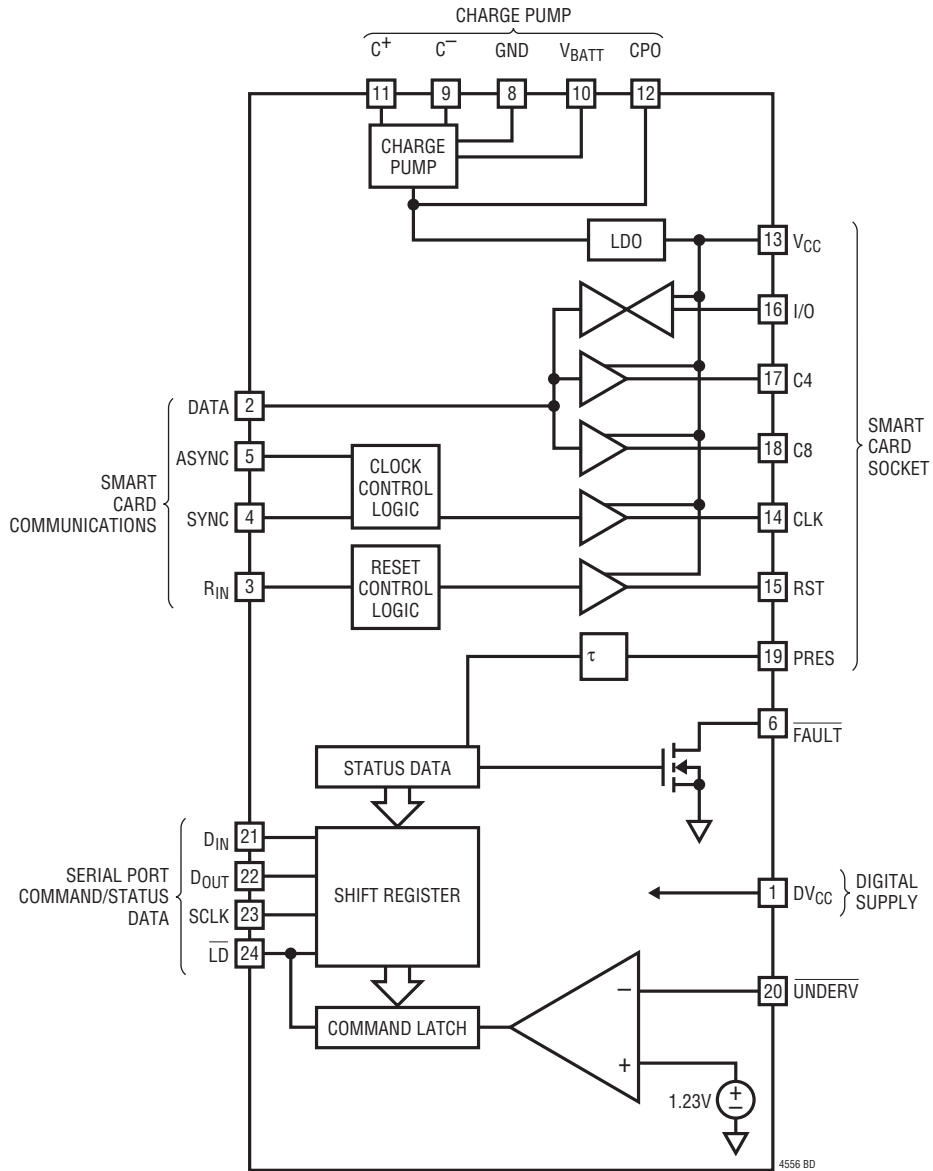 CHARGE PUMP
C+ C− GND VBATT CPO
11 9 8 10 12
CHARGE
PUMP
LDO
13 VCC
16 I/O
17 C4
18 C8
14 CLK
15 RST
19 PRES
SMART
CARD
SOCKET
DATA 2
ASYNC 5
SYNC 4
RIN 3
SMART
CARD
COMMUNICATIONS
CLOCK
CONTROL
LOGIC
RESET
CONTROL
LOGIC
τ
6
FAULT
STATUS DATA
DIN 21
DOUT 22
SCLK 23
LD 24
SERIAL PORT
COMMAND/STATUS
DATA
SHIFT REGISTER
1 DVCC
DIGITAL
SUPPLY
20 UNDERV
COMMAND LATCH
−
+
1.23V
+
−
4556 BD